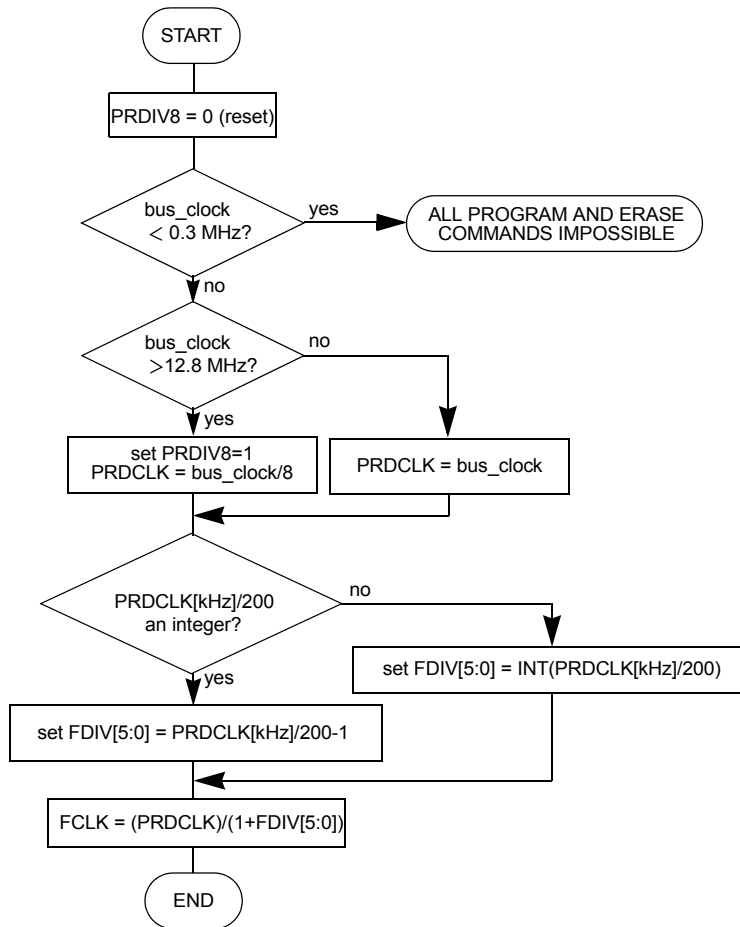 START
PRDIV8 = 0 (reset)
bus_clock
< 0.3 MHz?
yes
ALL PROGRAM AND ERASE
COMMANDS IMPOSSIBLE
no
bus_clock
>12.8 MHz?
no
yes
set PRDIV8=1
PRDCLK = bus_clock/8
PRDCLK = bus_clock
PRDCLK[kHz]/200
an integer?
no
set FDIV[5:0] = INT(PRDCLK[kHz]/200)
yes
set FDIV[5:0] = PRDCLK[kHz]/200-1
FCLK = (PRDCLK)/(1+FDIV[5:0])
END